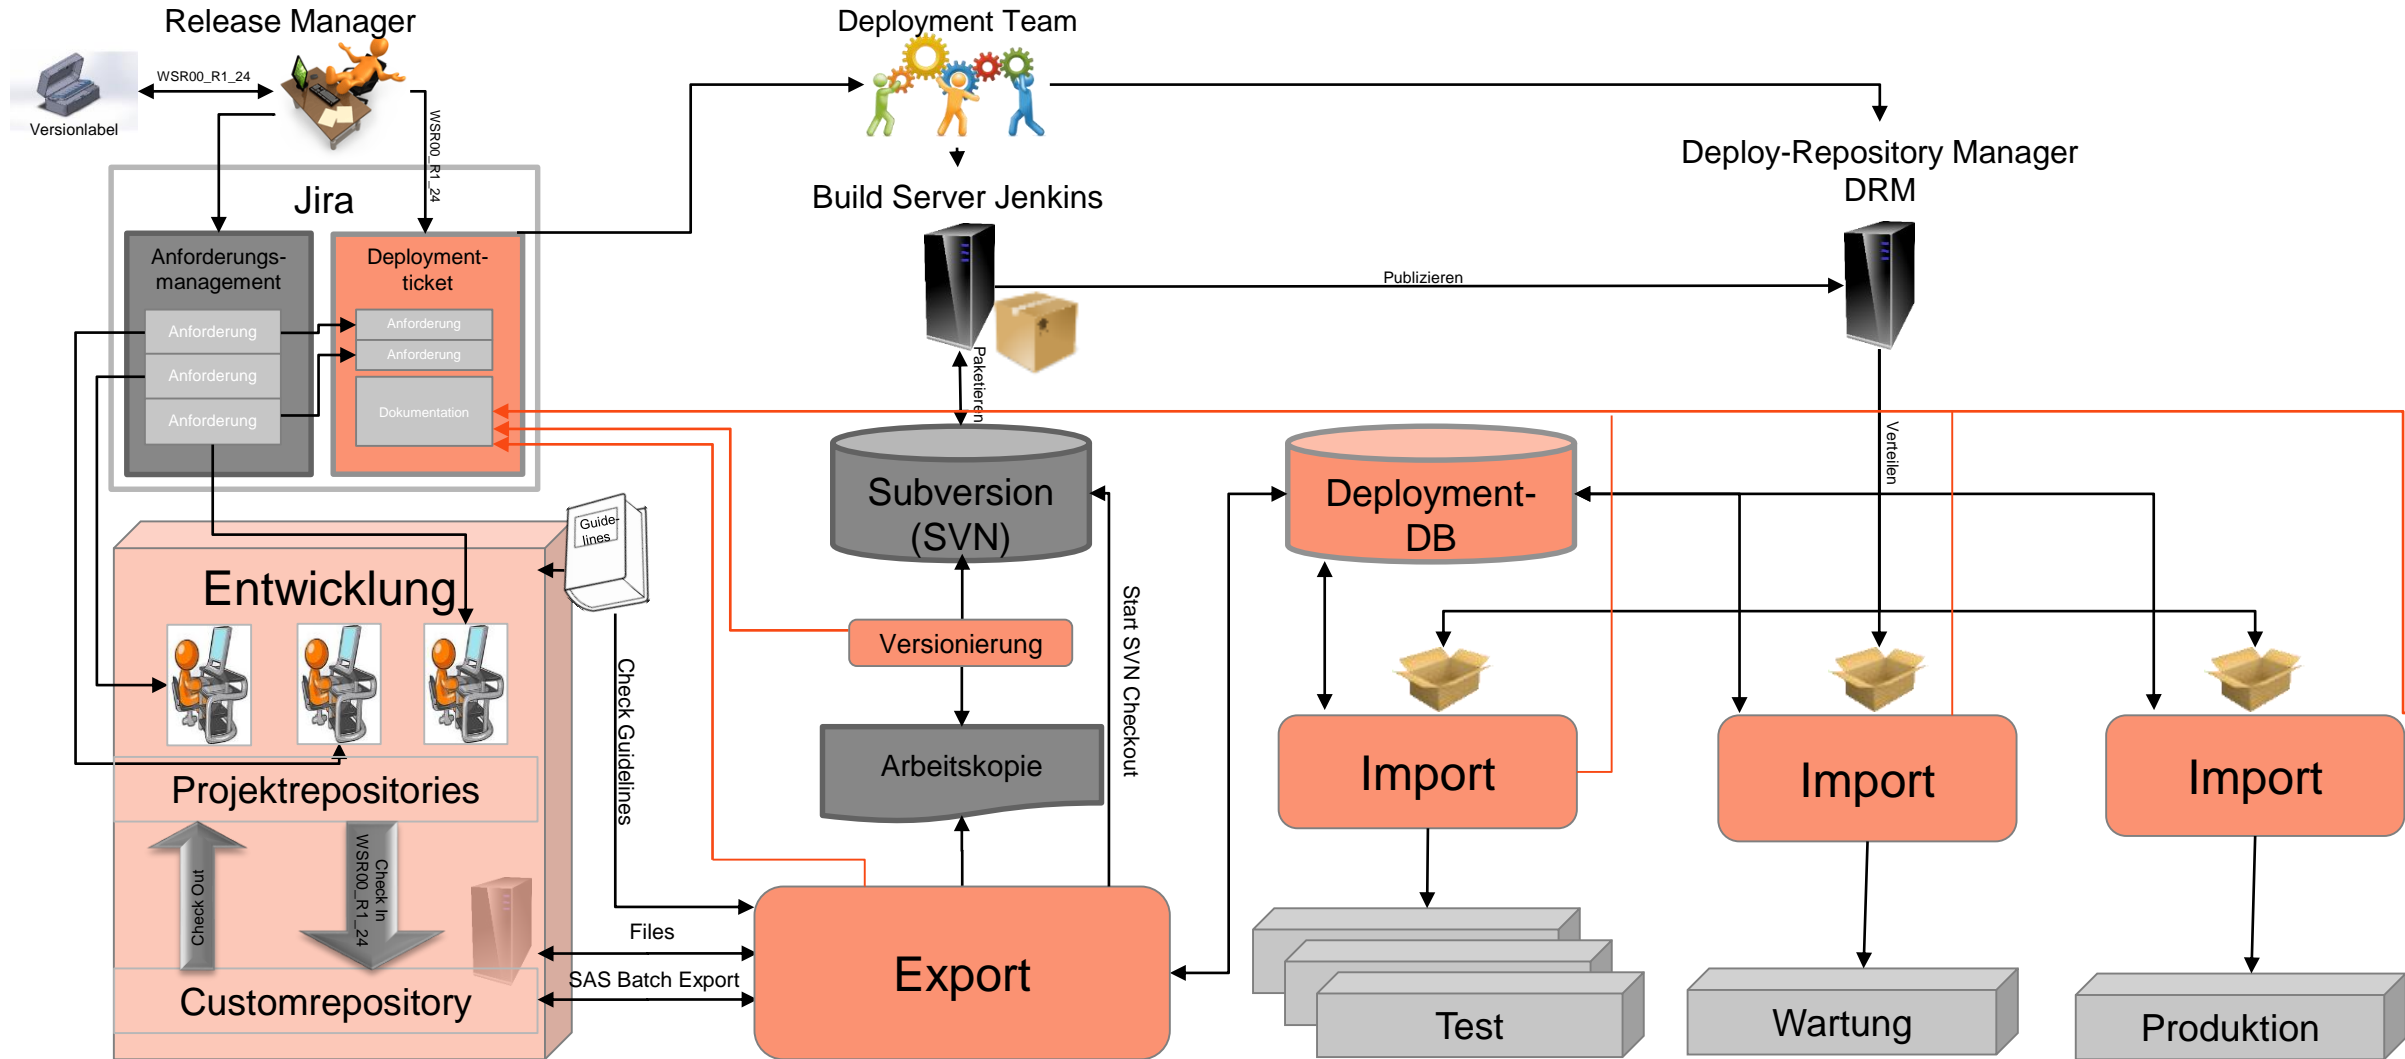 Release Manager
Deployment Team
WSR00_R1_24
Versionlabel
WSR00_R1_24
Deploy-Repository Manager
DRM
Build Server Jenkins
Jira
Anforderungs-
management
Anforderung
Anforderung
Anforderung
Deployment-
ticket
Anforderung
Anforderung
Dokumentation
Publizieren
Paketieren
Verteilen
Subversion
(SVN)
Deployment-
DB
Guide-
lines
Entwicklung
Versionierung
Start SVN Checkout
Check Guidelines
Arbeitskopie
Import
Import
Import
Projektrepositories
Check Out
Check In
WSR00_R1_24
Customrepository
Files
SAS Batch Export
Export
Test
Wartung
Produktion